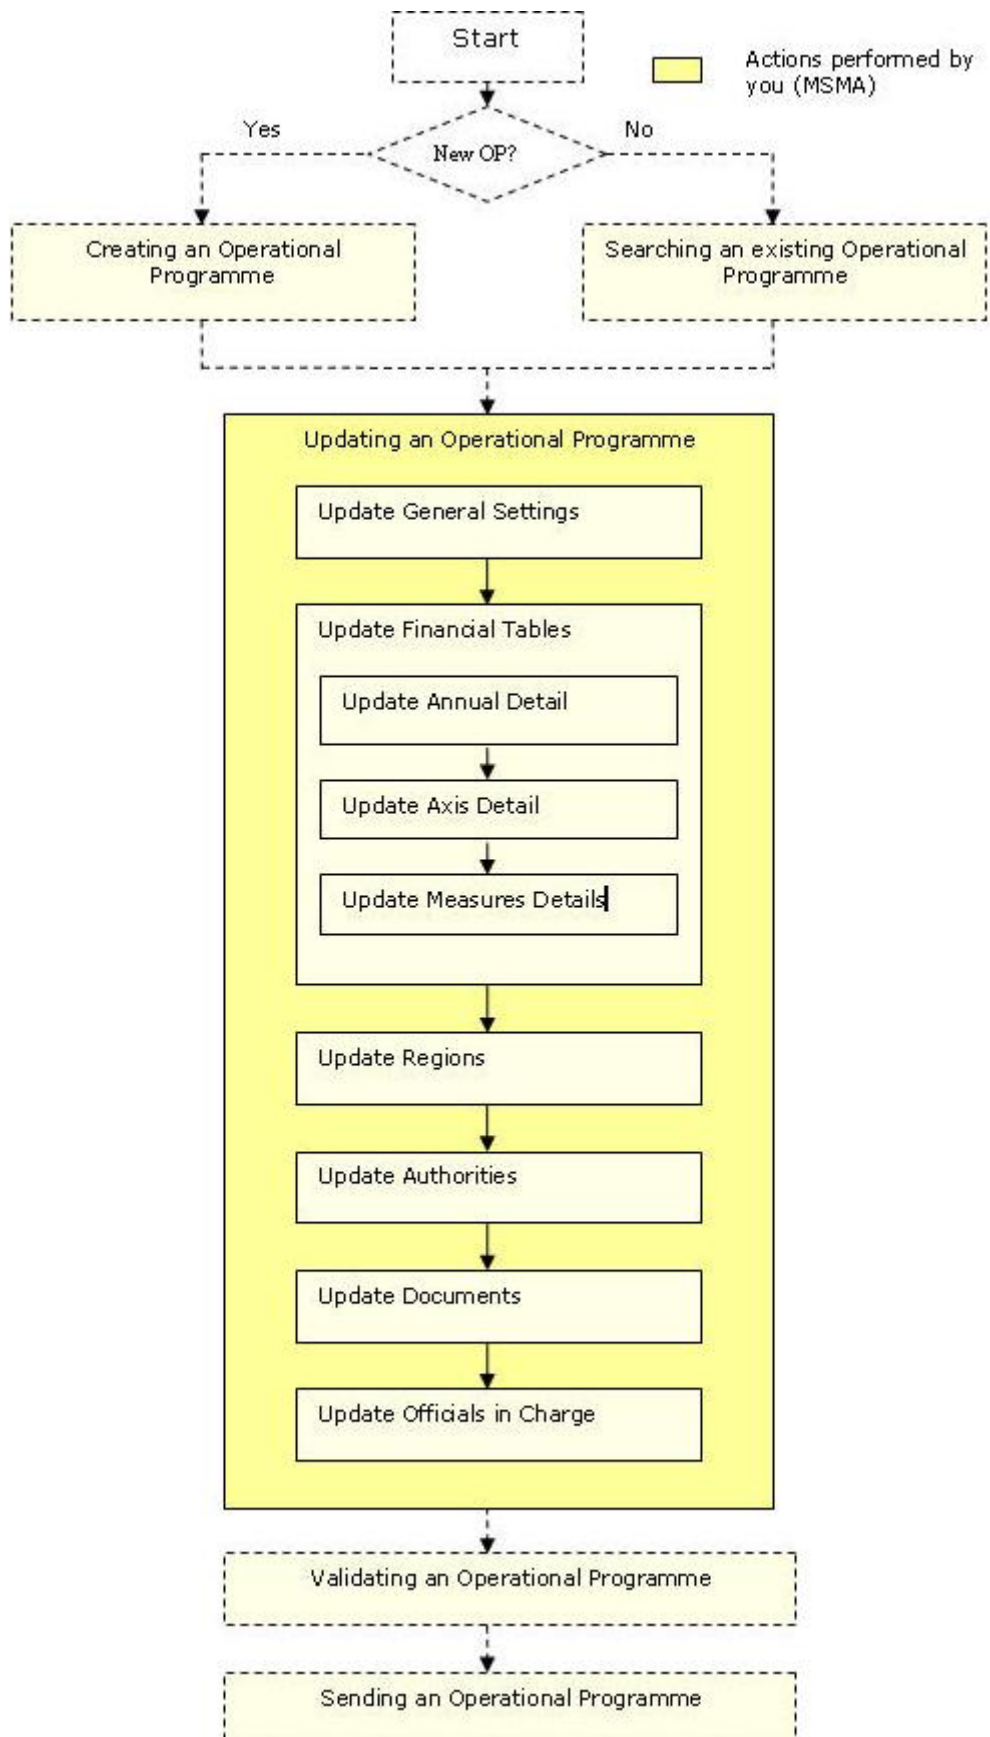 Start
Actions performed by
you (MSMA)
Yes
No
New OP?
Creating an Operational
Programme
Searching an existing Operational
Programme
Updating an Operational Programme
Update General Settings
Update Financial Tables
Update Annual Detail
Update Axis Detail
Update Measures Details
Update Regions
Update Authorities
Update Documents
Update Officials in Charge
Validating an Operational Programme
Sending an Operational Programme